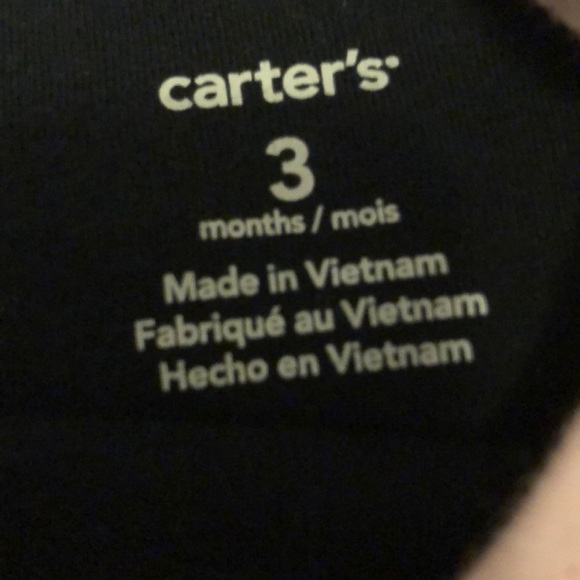 carter's
3
months / mois
Made in Vietnam
Fabriqué au Vietnam
Hecho en Vietnam